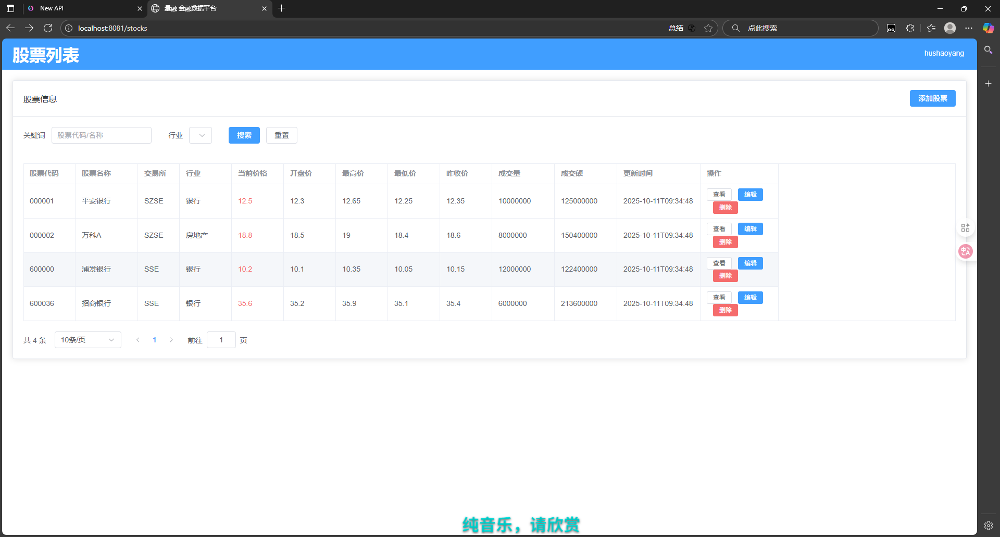 New API
量融 金融数据平台
localhost:8081/stocks
总结
点此搜索
股票列表
hushaoyang
股票信息
添加股票
关键词 股票代码/名称 行业 搜索 重置
股票代码 股票名称 交易所 行业 当前价格 开盘价 最高价 最低价 昨收价 成交量 成交额 更新时间 操作
000001 平安银行 SZSE 银行 12.5 12.3 12.65 12.25 12.35 10000000 125000000 2025-10-11T09:34:48 查看 编辑
删除
000002 万科A SZSE 房地产 18.8 18.5 19 18.4 18.6 8000000 150400000 2025-10-11T09:34:48 查看 编辑
删除
600000 浦发银行 SSE 银行 10.2 10.1 10.35 10.05 10.15 12000000 122400000 2025-10-11T09:34:48 查看 编辑
删除
600036 招商银行 SSE 银行 35.6 35.2 35.9 35.1 35.4 6000000 213600000 2025-10-11T09:34:48 查看 编辑
删除
共 4 条 10条/页 1 前往 1 页
纯音乐，请欣赏